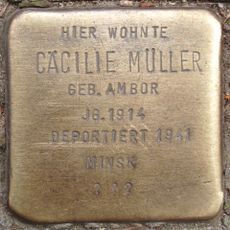 HIER WOHNTE
CÄCILIE MÜLLER
GEB. AMBOR
JG. 1914
DEPORTIERT 1941
MINSK
???